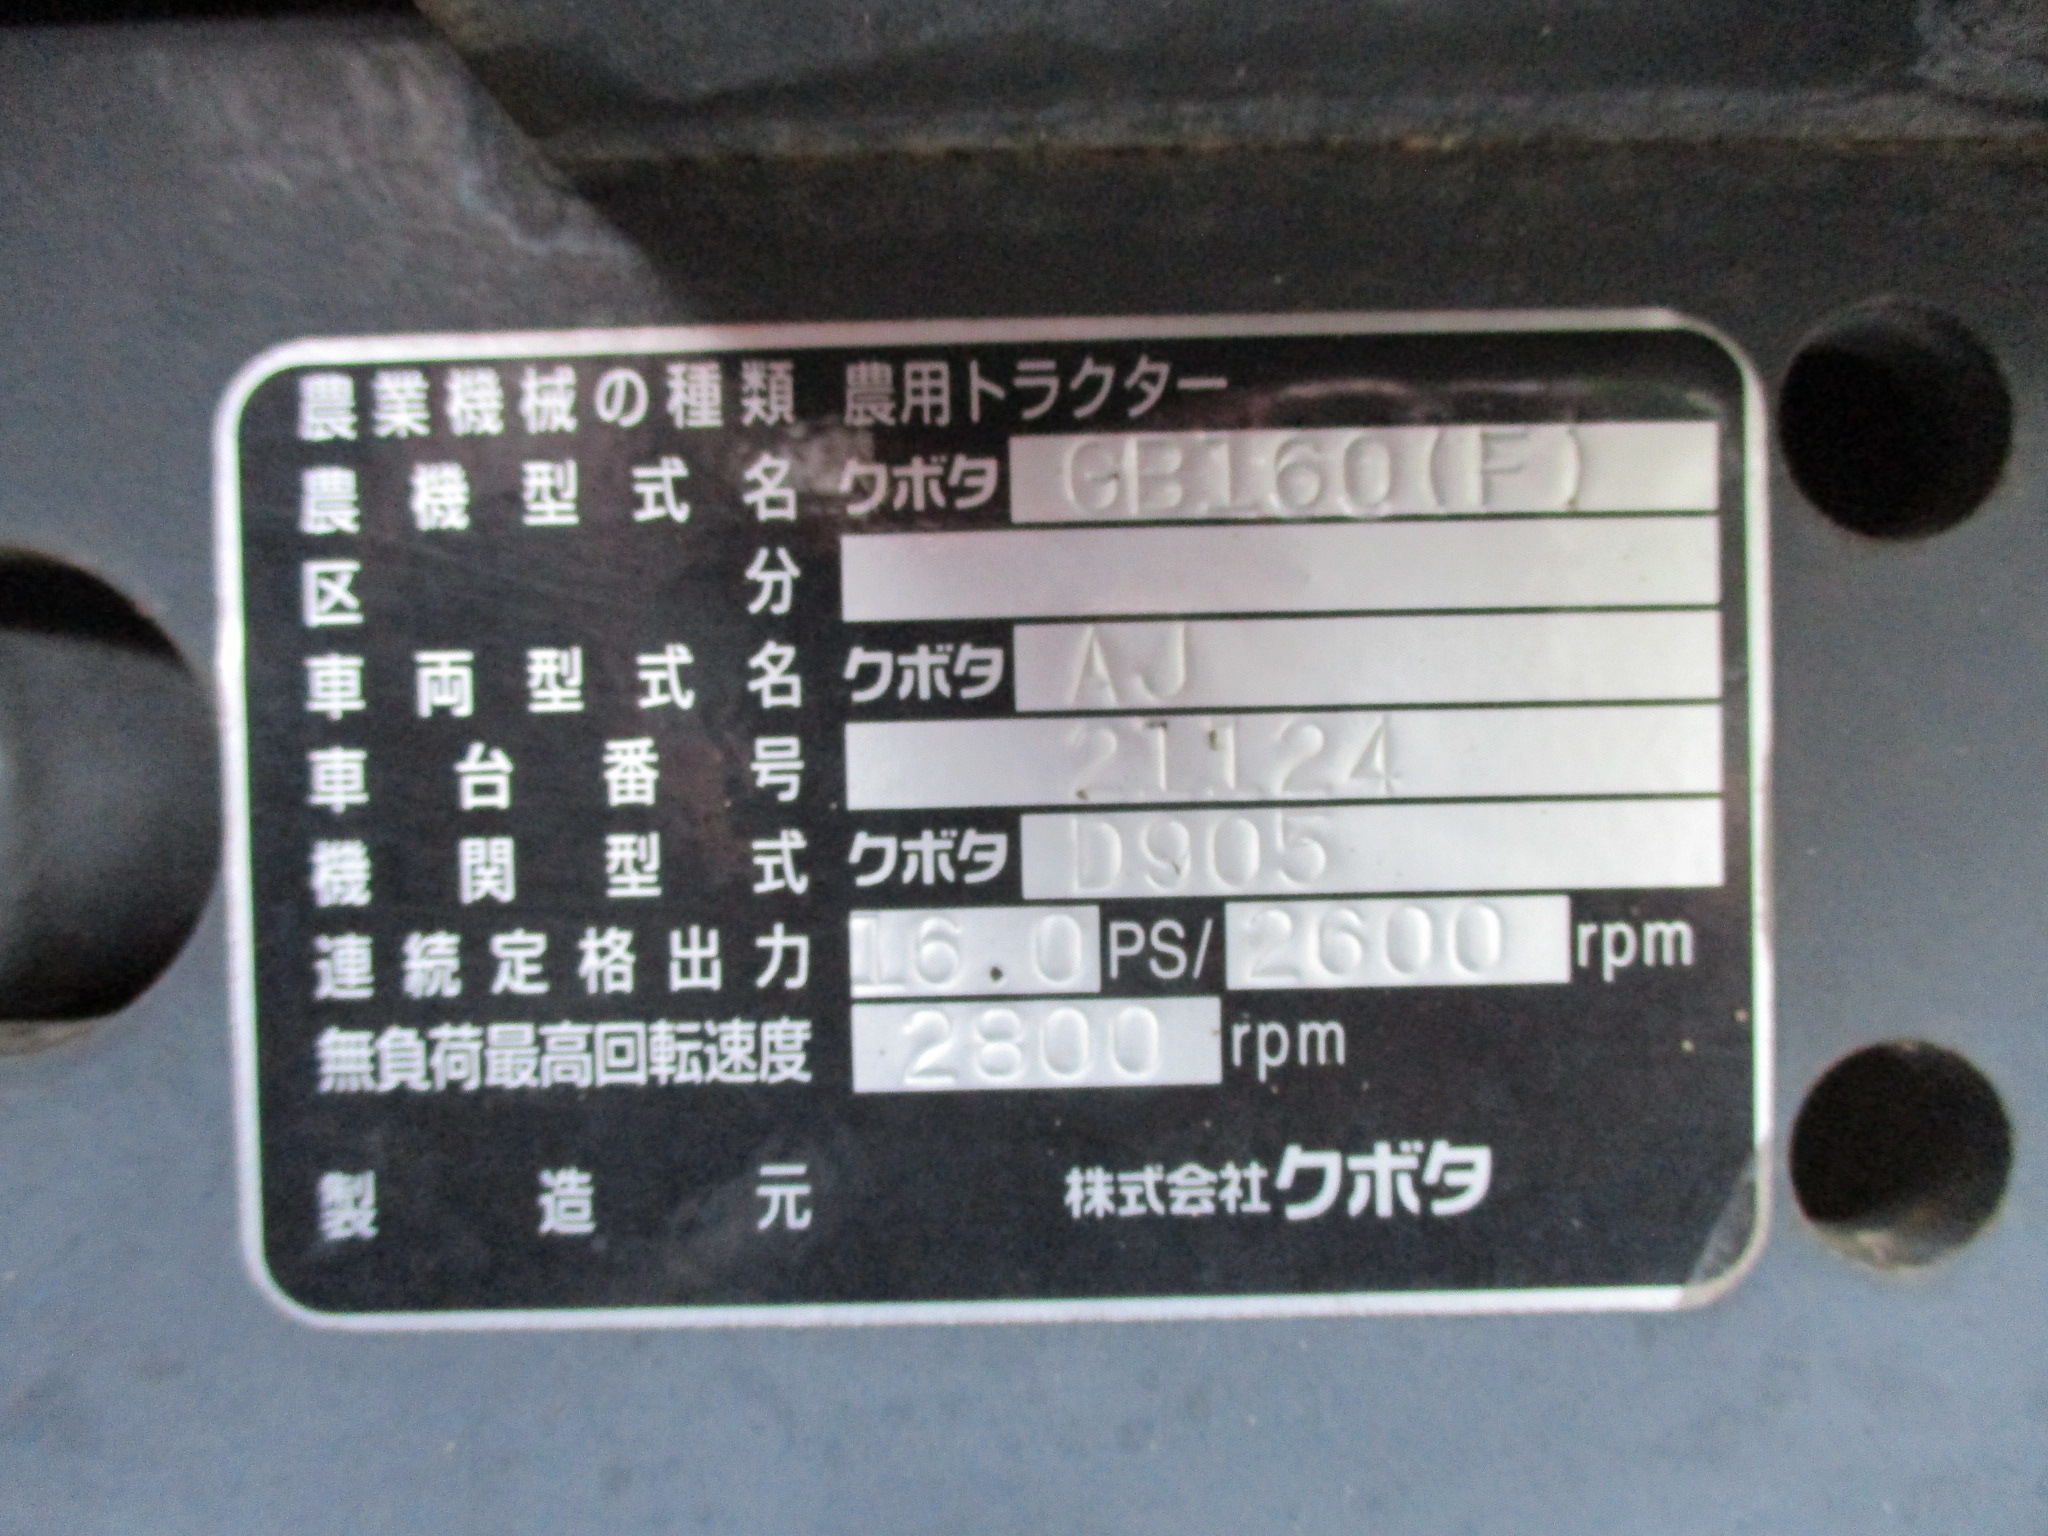 農業機械の種類 農用トラクター
農機型式名 クボタ GB160(F)
区分
車両型式名 クボタ AJ
車台番号 21124
機関型式 クボタ D905
連続定格出力 16.0 PS/ 2600 rpm
無負荷最高回転速度 2800 rpm
製造元 株式会社クボタ